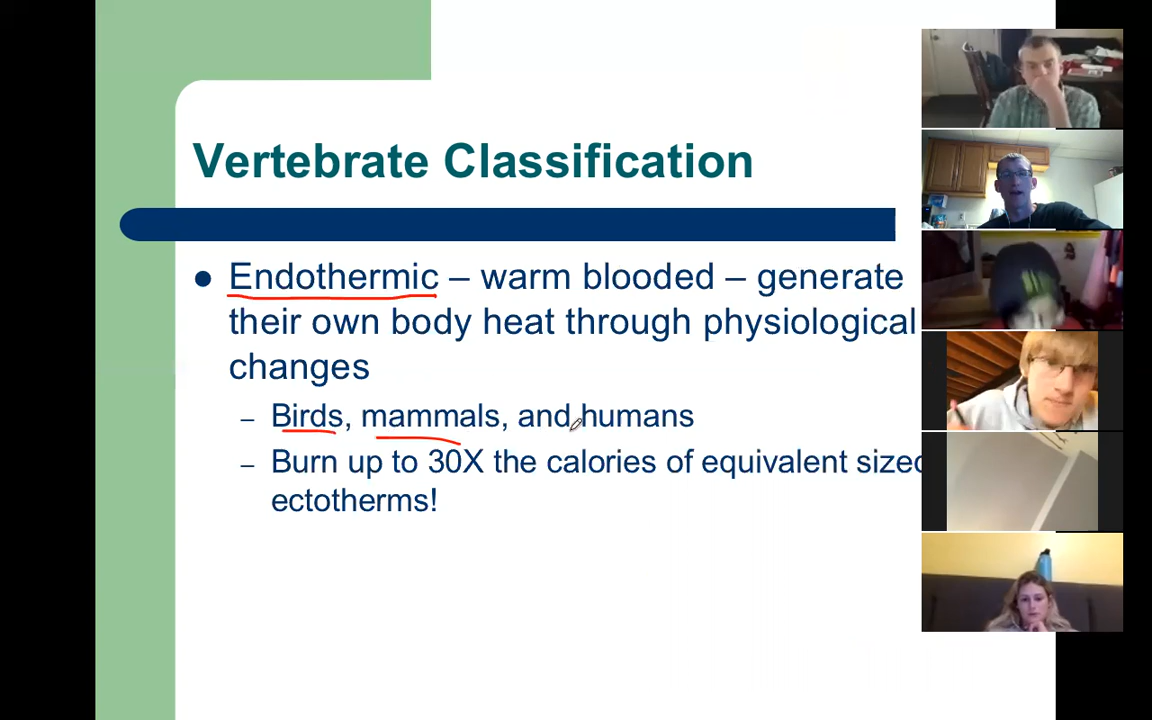 Vertebrate Classification
Endothermic – warm blooded – generate
their own body heat through physiological
changes
– Birds, mammals, and humans
– Burn up to 30X the calories of equivalent sized
ectotherms!